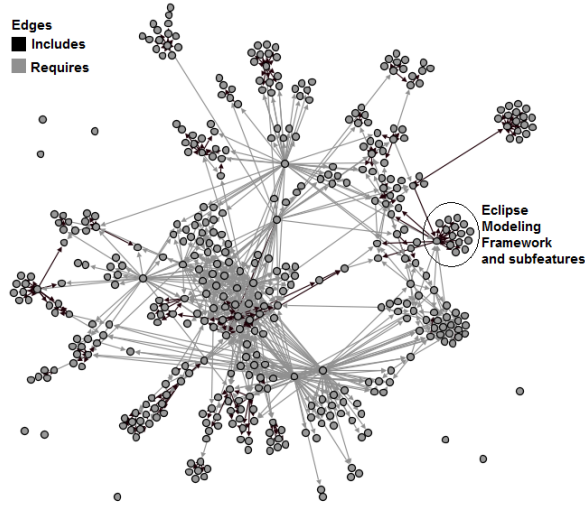 Edges
Includes
Requires
Eclipse
Modeling
Framework
and subfeatures